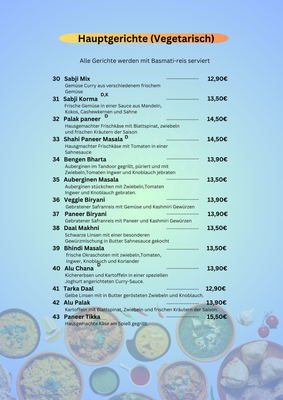 Hauptgerichte (Vegetarisch)
Alle Gerichte werden mit Basmati-reis serviert
30 Sabji Mix 12,90€
Gemüse Curry aus verschiedenem frischem
Gemüse
31 Sabji Korma D,K 13,50€
Frische Gemüse in einer Sauce aus Mandeln,
Kokos, Cashewkernen und Sahne
32 Palak paneer D 14,50€
Hausgemachter Frischkäse mit Blattspinat, zwiebeln
und frischen Kräutern der Saison
33 Shahi Paneer Masala D 14,50€
Hausgmachter Frischkäse mit Tomaten in einer
Sahnesauce
34 Bengen Bharta 13,90€
Auberginen im Tandoor gegrillt, püriert und mit
Zwiebeln,Tomaten Ingwer und Knoblauch jebraten
35 Auberginen Masala 13,50€
Auberginen stückchen mit Zwiebeln,Tomaten
Ingwer und Knoblauch gebraten.
36 Veggie Biryani 13,90€
Gebratener Safranreis mit Gemüse und Kashmiri Gewürzen
37 Paneer Biryani 13,90€
Gebratener Safranreis mit Paneer und Kashmiri Gewürzen
38 Daal Makhni 13,50€
Schwarze Linsen mit einer besonderen
Gewürzmischung in Butter Sahnesauce gekocht
39 Bhindi Masala 13,50€
frische Okraschoten mit Zwiebeln,Tomaten,
Ingwer, Knoblauch und Koriander
40 Alu Chana D 13,90€
Kichererbsen und Kartoffeln in einer speziellen
Joghurt angerichteten Curry-Sauce.
41 Tarka Daal 12,90€
Gelbe Linsen mit in Butter gerösteten Zwiebeln und Knoblauch.
42 Alu Palak 13,90€
Kartoffeln mit Blattspinat, Zwiebeln und frischen Kräutern der Saison.
43 Paneer Tikka 15,50€
Hausgemachte Käse am Spieß gegrillt.